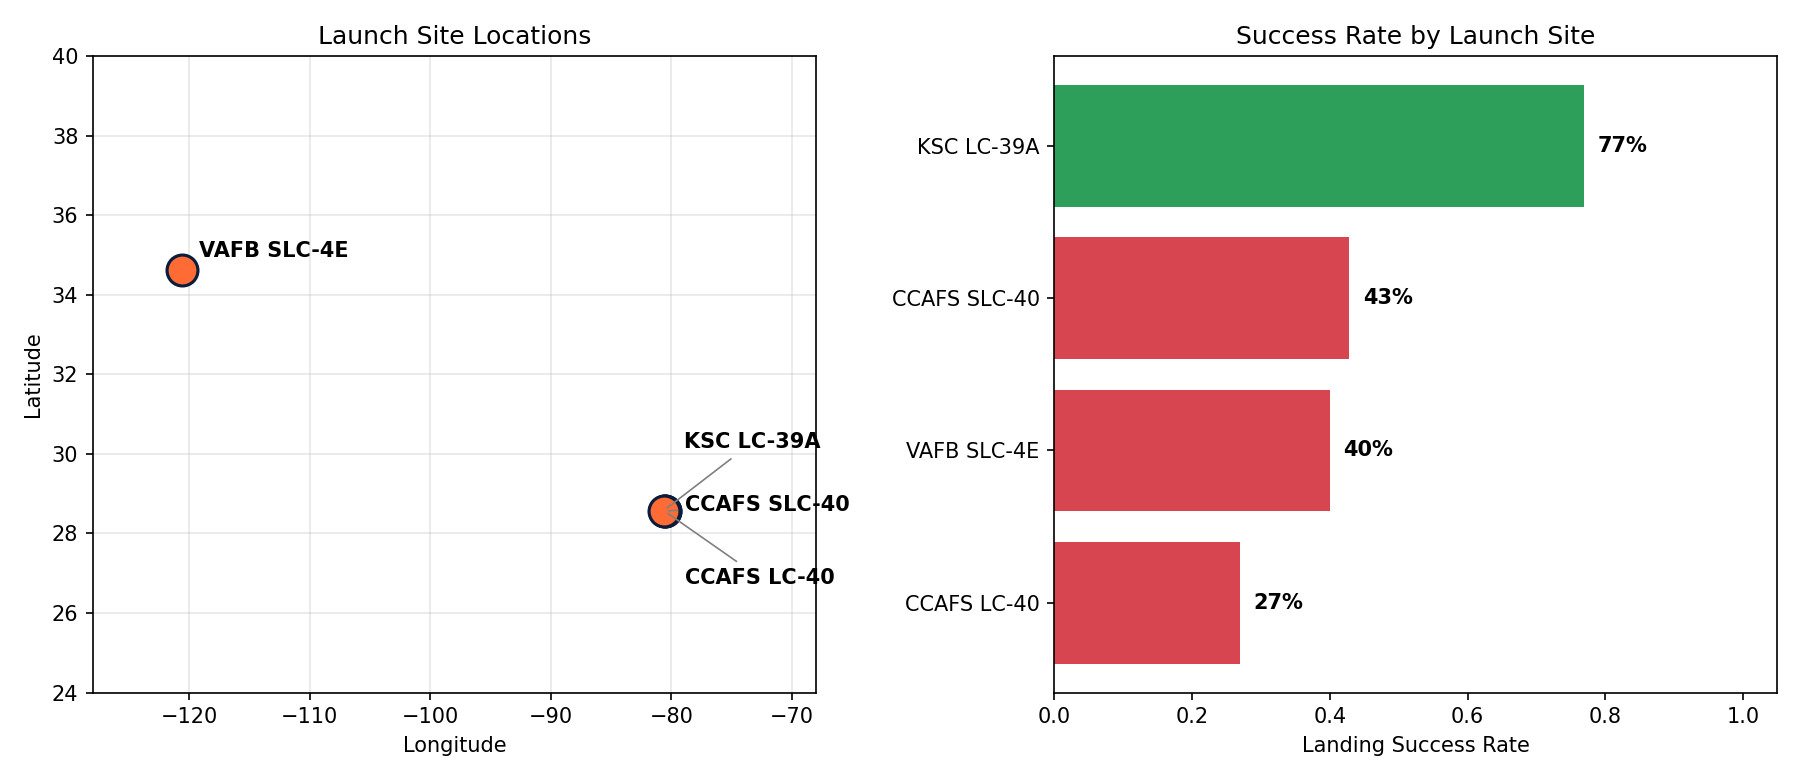 Launch Site Locations
40
38
36
34
32
30
28
26
24
Latitude
VAFB SLC-4E
KSC LC-39A
CCAFS SLC-40
CCAFS LC-40
−120
−110
−100
−90
−80
−70
Longitude
Success Rate by Launch Site
KSC LC-39A
77%
CCAFS SLC-40
43%
VAFB SLC-4E
40%
CCAFS LC-40
27%
0.0
0.2
0.4
0.6
0.8
1.0
Landing Success Rate